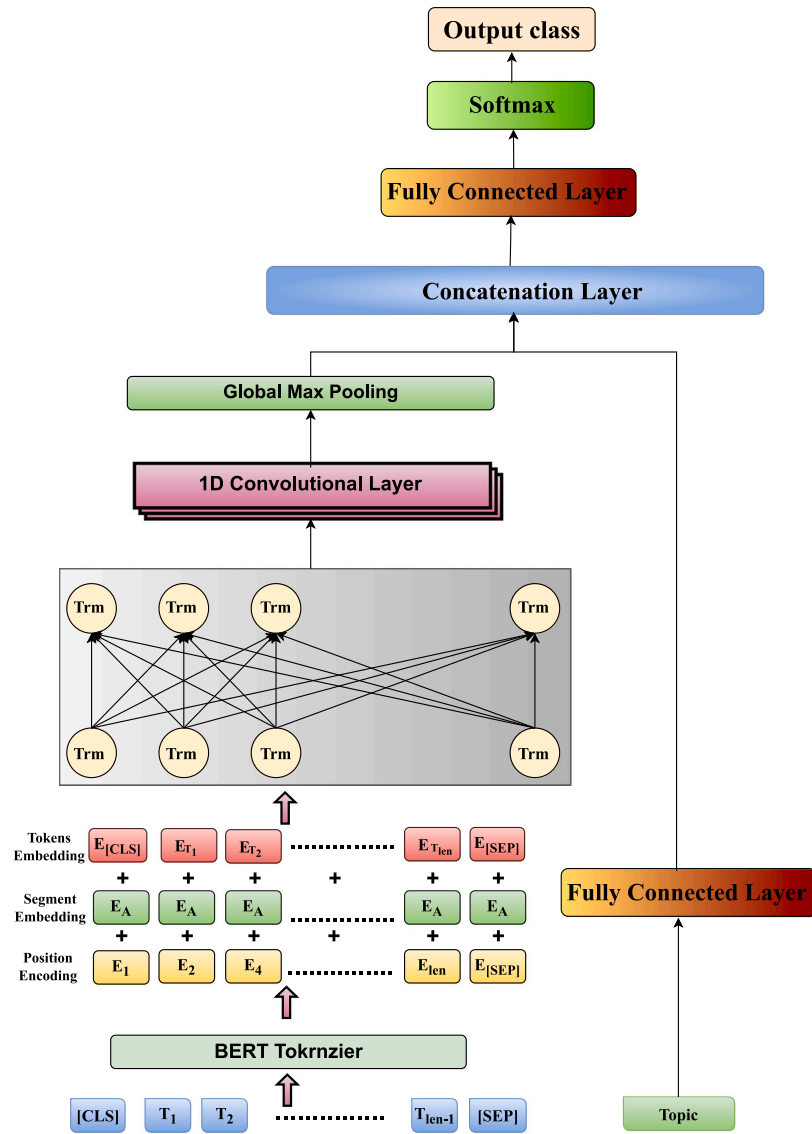 Output class
Softmax
Fully Connected Layer
Concatenation Layer
Global Max Pooling
1D Convolutional Layer
Trm Trm Trm Trm
Trm Trm Trm Trm
Tokens
Embedding
E[CLS] ET1 ET2 ................ ETlen E[SEP]
+ + + + + +
Segment
Embedding
EA EA EA ................ EA EA
+ + + + + +
Position
Encoding
E1 E2 E4 ................ Elen E[SEP]
Fully Connected Layer
BERT Tokrnzier
[CLS] T1 T2 ................ Tlen-1 [SEP]
Topic